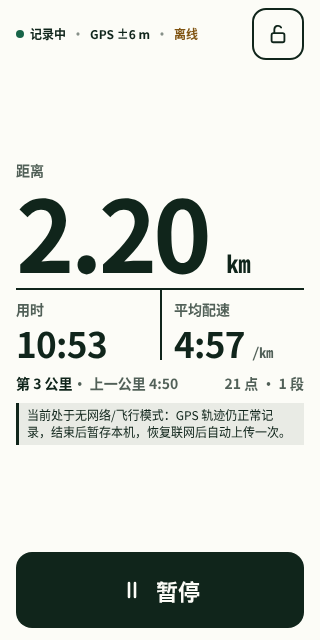 记录中 • GPS ±6 m • 离线
距离
2.20 km
用时
10:53
平均配速
4:57 /km
第 3 公里 • 上一公里 4:50
21 点 • 1 段
当前处于无网络/飞行模式：GPS 轨迹仍正常记
录，结束后暂存本机，恢复联网后自动上传一次。
暂停